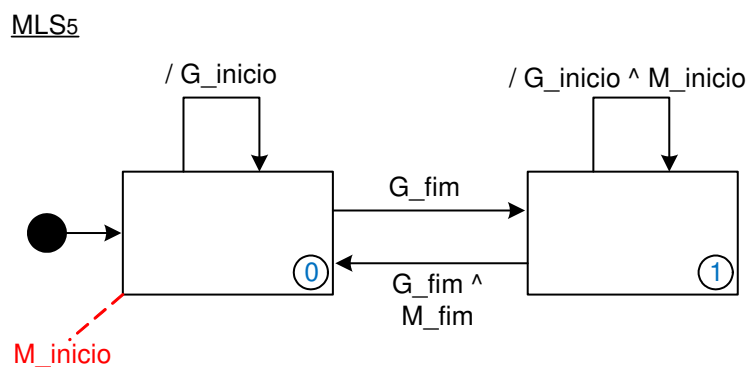 MLS5
/ G_inicio
/ G_inicio ^ M_inicio
G_fim
0
1
G_fim ^
M_fim
M_inicio